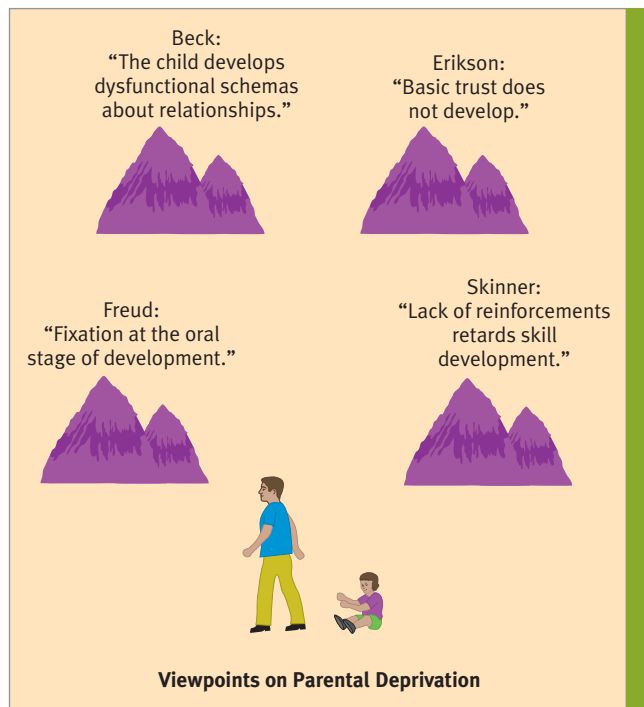 Beck:
“The child develops
dysfunctional schemas
about relationships.”
Erikson:
“Basic trust does
not develop.”
Freud:
“Fixation at the oral
stage of development.”
Skinner:
“Lack of reinforcements
retards skill
development.”
Viewpoints on Parental Deprivation